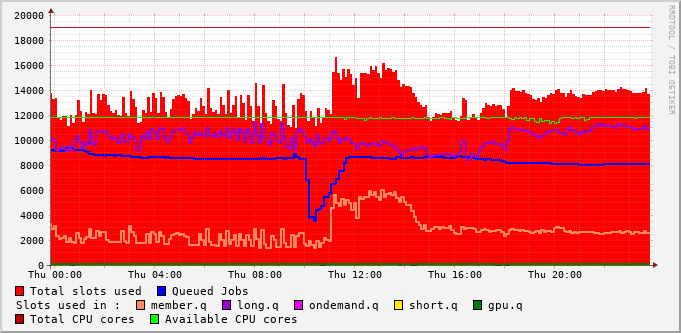 20000
18000
16000
14000
12000
10000
8000
6000
4000
2000
0
Thu 00:00 Thu 04:00 Thu 08:00 Thu 12:00 Thu 16:00 Thu 20:00
RRDTOOL / TOBI OETIKER
Total slots used Queued Jobs
Slots used in : member.q long.q ondemand.q short.q gpu.q
Total CPU cores Available CPU cores